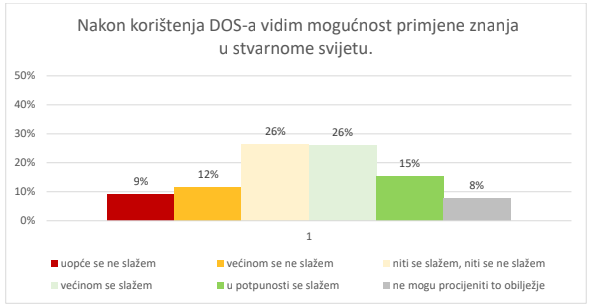 Nakon korištenja DOS-a vidim mogućnost primjene znanja
u stvarnome svijetu.
50%
40%
30%
20%
10%
0%
9%
12%
26%
26%
15%
8%
1
uopće se ne slažem
većinom se ne slažem
niti se slažem, niti se ne slažem
većinom se slažem
u potpunosti se slažem
ne mogu procijeniti to obilježje